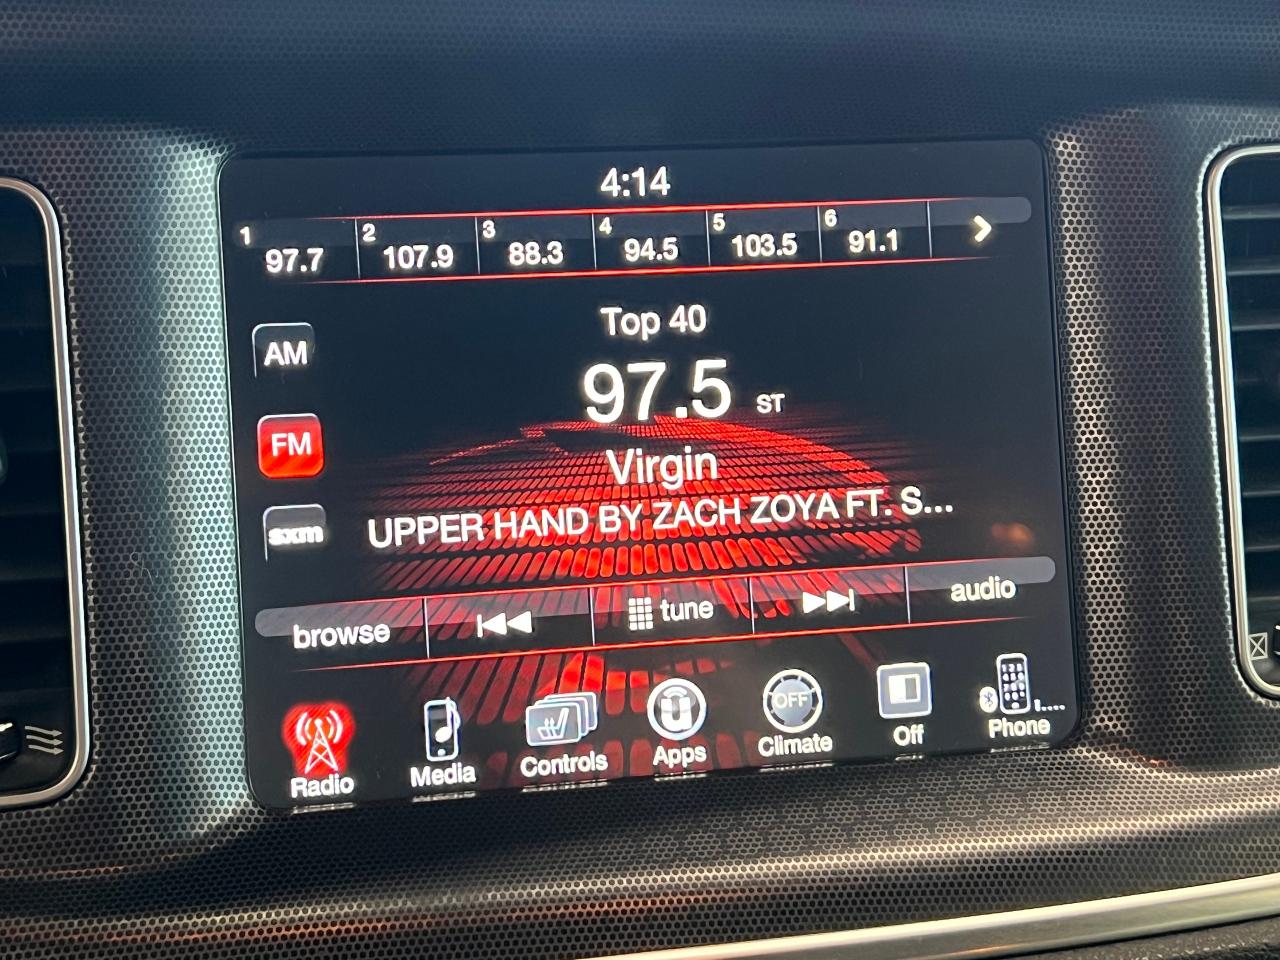 4:14
1 97.7 2 107.9 3 88.3 4 94.5 5 103.5 6 91.1
Top 40
AM
97.5 ST
FM
Virgin
sxm
UPPER HAND BY ZACH ZOYA FT. S...
browse tune audio
OFF
Radio Media Controls Apps Climate Off Phone